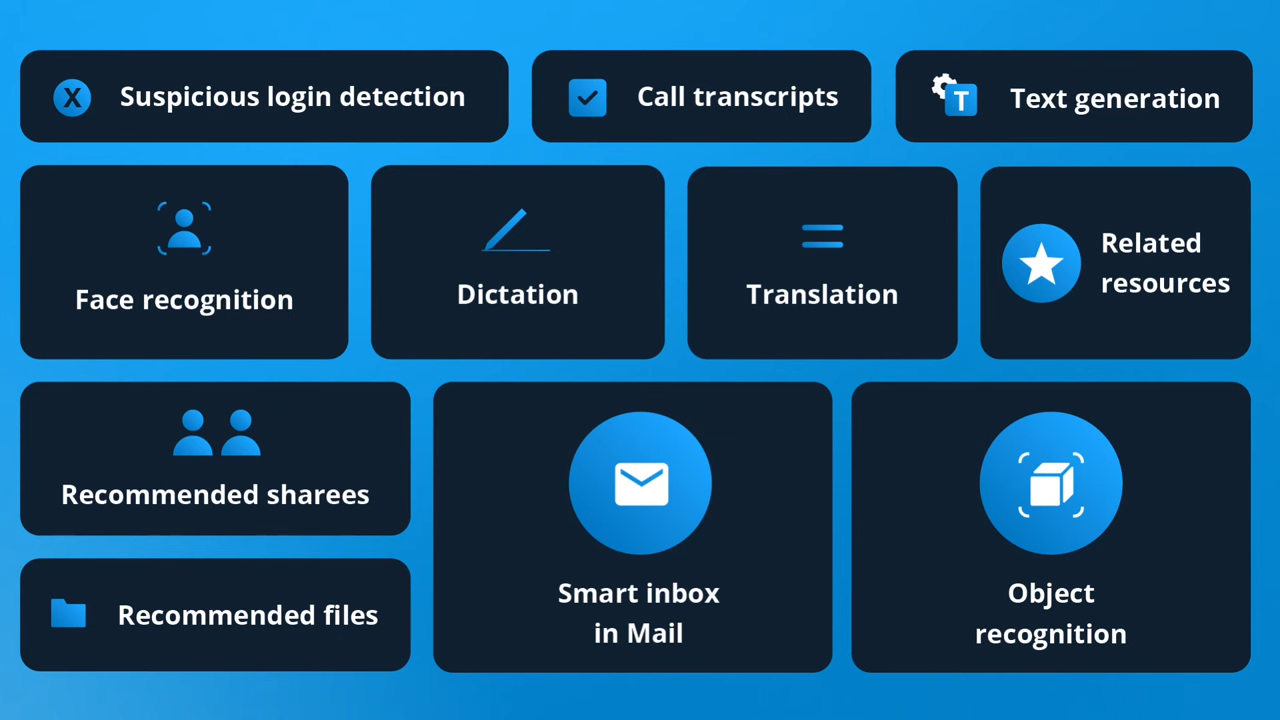 X
Suspicious login detection
Call transcripts
T
Text generation
Face recognition
Dictation
Translation
Related
resources
Recommended sharees
Smart inbox
in Mail
Object
recognition
Recommended files